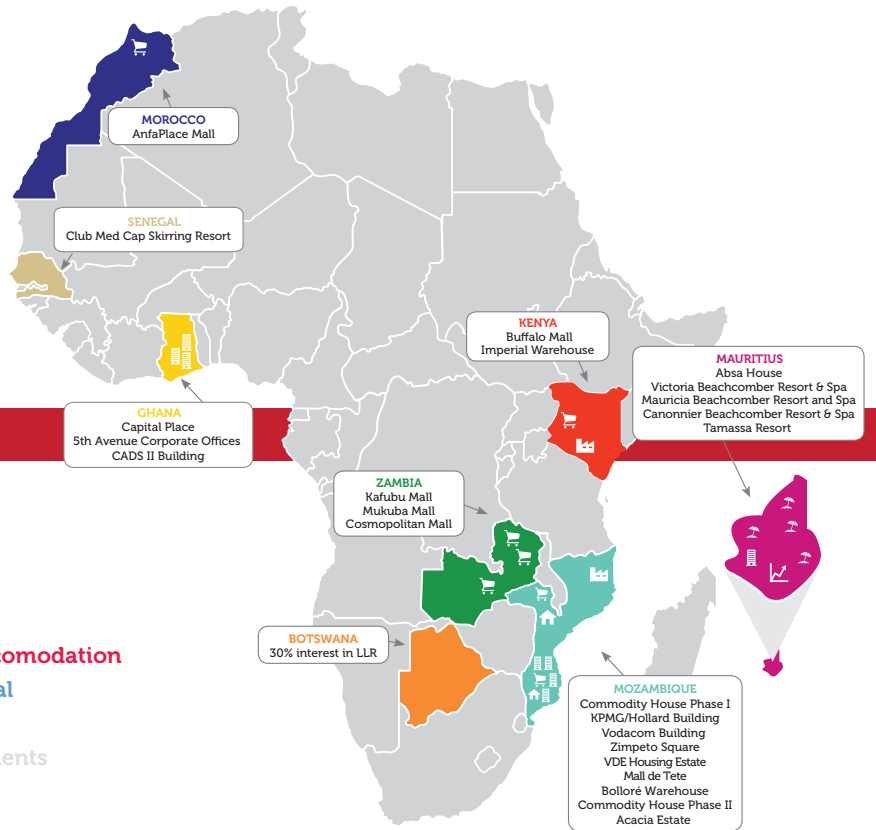 MOROCCO
AnfaPlace Mall
SENEGAL
Club Med Cap Skirring Resort
KENYA
Buffalo Mall
Imperial Warehouse
MAURITIUS
Absa House
Victoria Beachcomber Resort & Spa
Mauricia Beachcomber Resort and Spa
Canonnier Beachcomber Resort & Spa
Tamassa Resort
GHANA
Capital Place
5th Avenue Corporate Offices
CADS II Building
ZAMBIA
Kafubu Mall
Mukuba Mall
Cosmopolitan Mall
BOTSWANA
30% interest in LLR
comodation
al
ents
MOZAMBIQUE
Commodity House Phase I
KPMG/Hollard Building
Vodacom Building
Zimpeto Square
VDE Housing Estate
Mall de Tete
Bolloré Warehouse
Commodity House Phase II
Acacia Estate